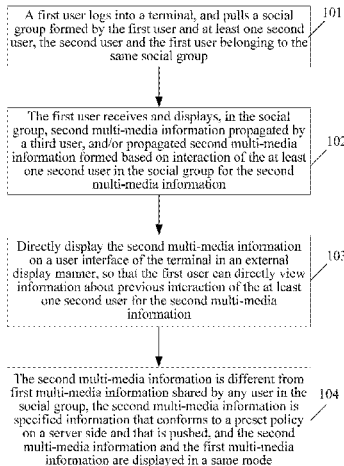 A first user logs into a terminal, and pulls a social
group formed by the first user and at least one second
user, the second user and the first user belonging to the
same social group
101
The first user receives and displays, in the social
group, second multi-media information propagated by
a third user, and/or propagated second multi-media
information formed based on interaction of the at least
one second user in the social group for the second
multi-media information
102
Directly display the second multi-media information
on a user interface of the terminal in an external
display manner, so that the first user can directly view
information about previous interaction of the at least
one second user for the second multi-media
information
103
The second multi-media information is different from
first multi-media information shared by any user in the
social group, the second multi-media information is
specified information that conforms to a preset policy
on a server side and that is pushed, and the second
multi-media information and the first multi-media
information are displayed in a same mode
104